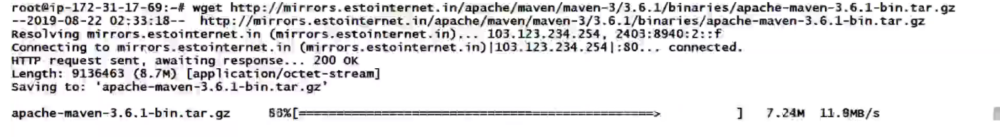 root@ip-172-31-17-69:~# wget http://mirrors.estointernet.in/apache/maven/maven-3/3.6.1/binaries/apache-maven-3.6.1-bin.tar.gz
--2019-08-22 02:33:18--  http://mirrors.estointernet.in/apache/maven/maven-3/3.6.1/binaries/apache-maven-3.6.1-bin.tar.gz
Resolving mirrors.estointernet.in (mirrors.estointernet.in)... 103.123.234.254, 2403:8940:2::f
Connecting to mirrors.estointernet.in (mirrors.estointernet.in)|103.123.234.254|:80... connected.
HTTP request sent, awaiting response... 200 OK
Length: 9136463 (8.7M) [application/octet-stream]
Saving to: 'apache-maven-3.6.1-bin.tar.gz'
apache-maven-3.6.1-bin.tar.gz [=================================================> ] 7.24M